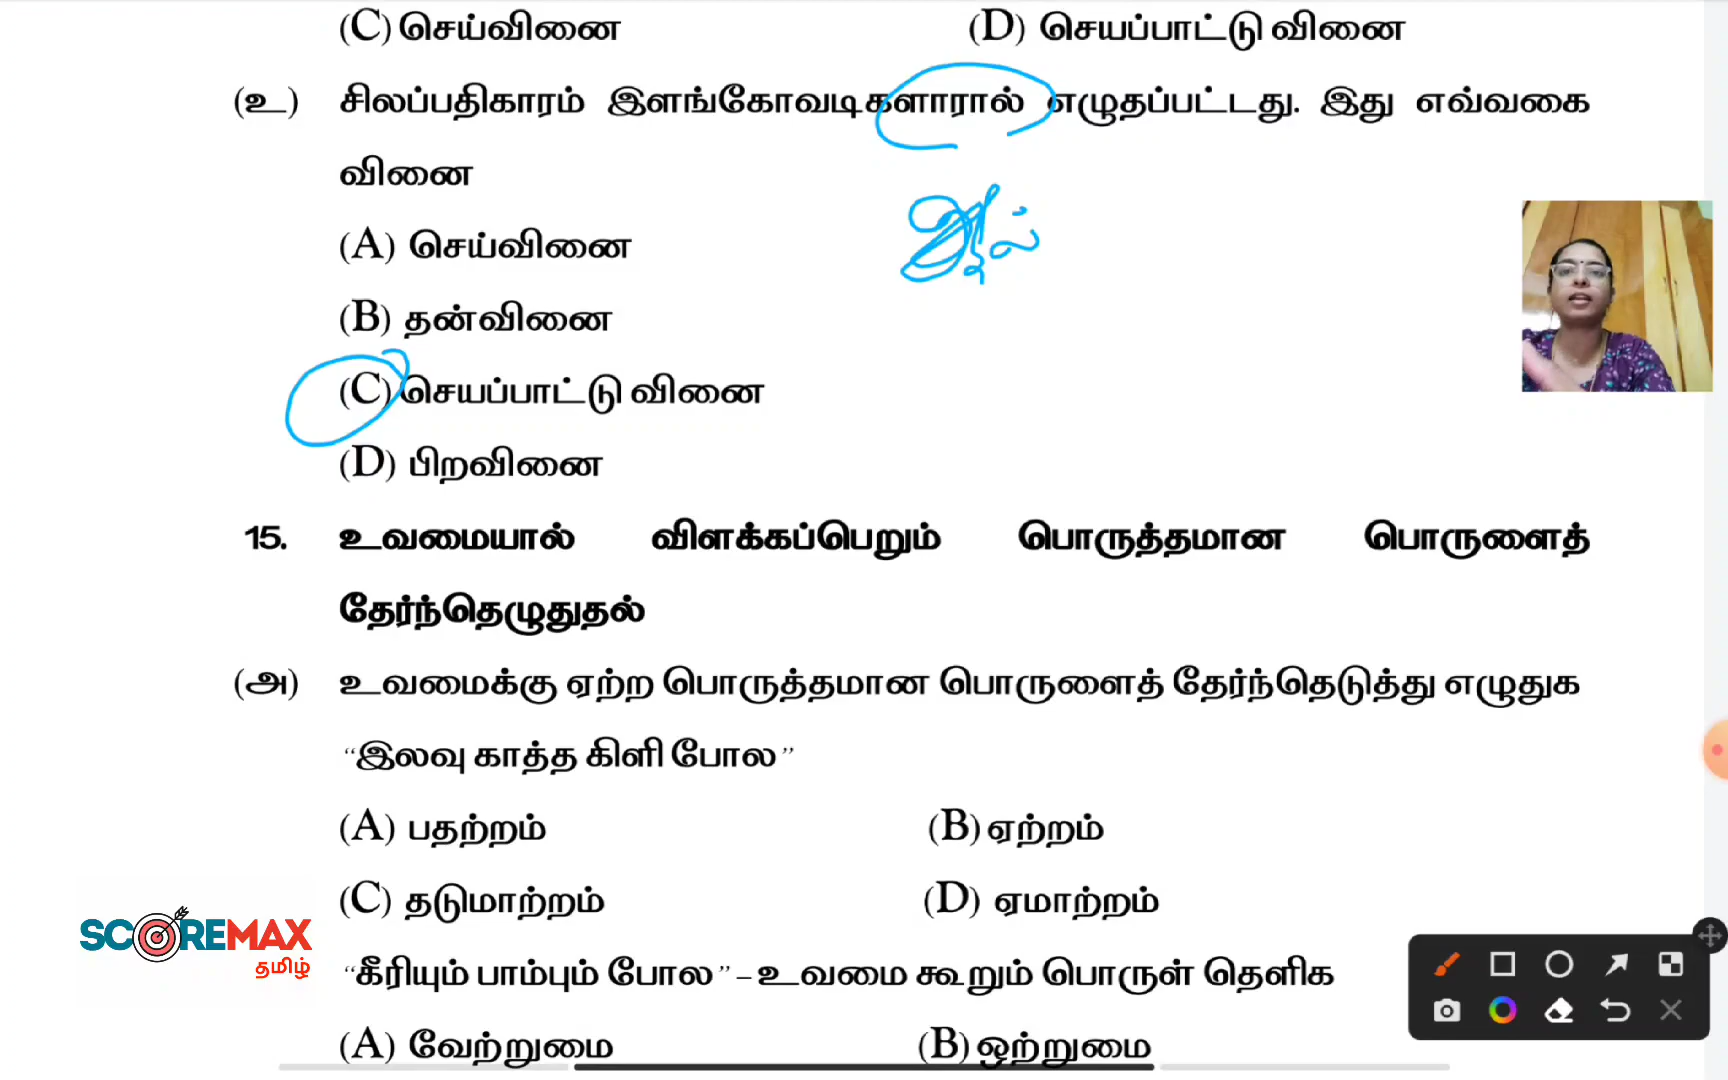 (C) செய்வினை (D) செயப்பாட்டு வினை
(உ) சிலப்பதிகாரம் இளங்கோவடிகளாரால் எழுதப்பட்டது. இது எவ்வகை
வினை
(A) செய்வினை
(B) தன்வினை
(C) செயப்பாட்டு வினை
(D) பிறவினை
15. உவமையால் விளக்கப்பெறும் பொருத்தமான பொருளைத்
தேர்ந்தெழுதுதல்
(அ) உவமைக்கு ஏற்ற பொருத்தமான பொருளைத் தேர்ந்தெடுத்து எழுதுக
“இலவு காத்த கிளி போல”
(A) பதற்றம் (B) ஏற்றம்
(C) தடுமாற்றம் (D) ஏமாற்றம்
SCOREMAX
தமிழ்
“கீரியும் பாம்பும் போல” – உவமை கூறும் பொருள் தெளிக
(A) வேற்றுமை (B) ஒற்றுமை